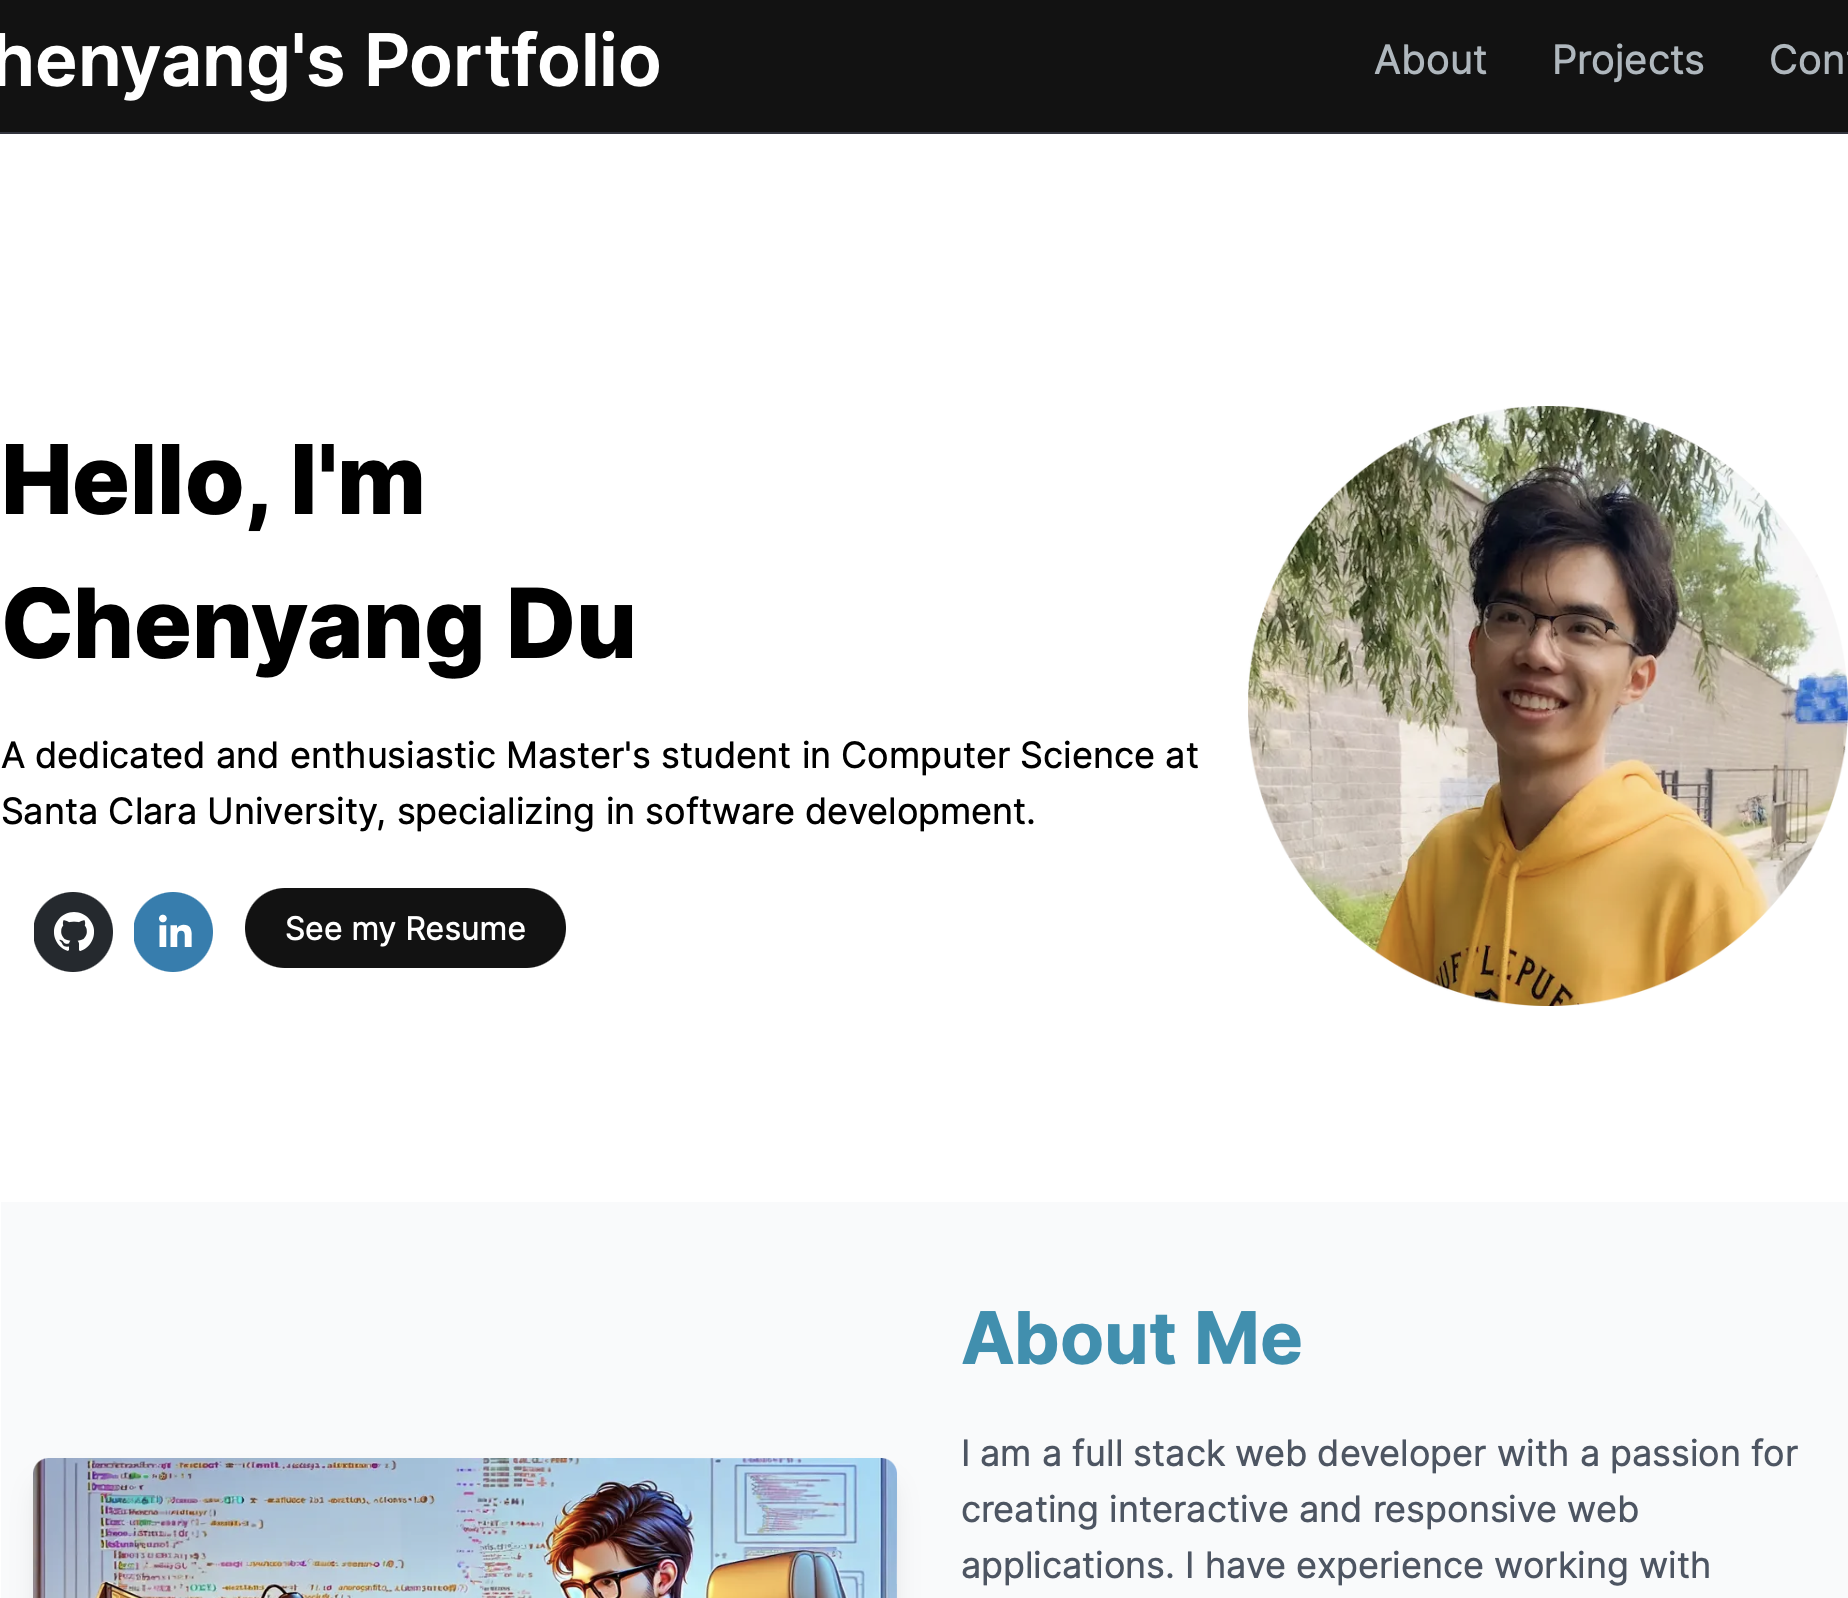 henyang's Portfolio
About Projects Con
Hello, I'm
Chenyang Du
A dedicated and enthusiastic Master's student in Computer Science at
Santa Clara University, specializing in software development.
in See my Resume
UFFLEPUF
About Me
I am a full stack web developer with a passion for
creating interactive and responsive web
applications. I have experience working with